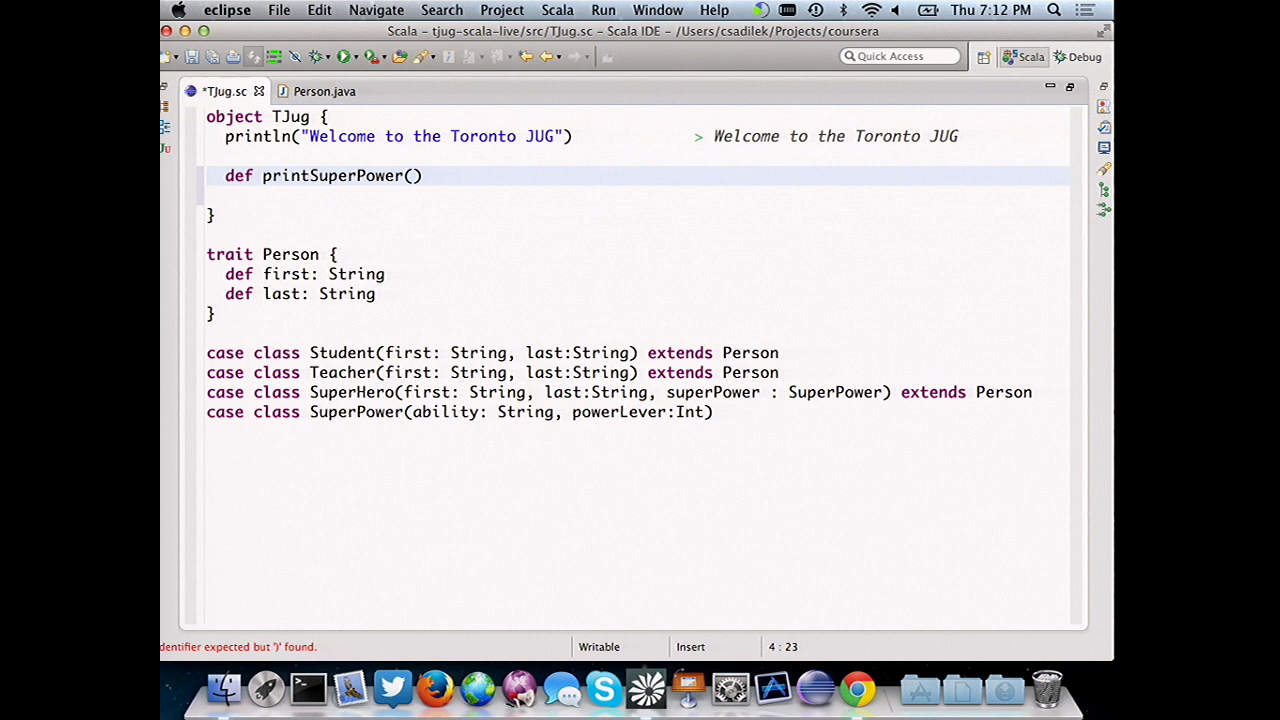 eclipse File Edit Navigate Search Project Scala Run Window Help Thu 7:12 PM
Scala - tjug-scala-live/src/TJug.sc - Scala IDE - /Users/csadilek/Projects/coursera
Quick Access Scala Debug
*TJug.sc Person.java
object TJug {
println("Welcome to the Toronto JUG") > Welcome to the Toronto JUG
def printSuperPower()
}
trait Person {
def first: String
def last: String
}
case class Student(first: String, last:String) extends Person
case class Teacher(first: String, last:String) extends Person
case class SuperHero(first: String, last:String, superPower : SuperPower) extends Person
case class SuperPower(ability: String, powerLever:Int)
dentifier expected but ')' found. Writable Insert 4 : 23